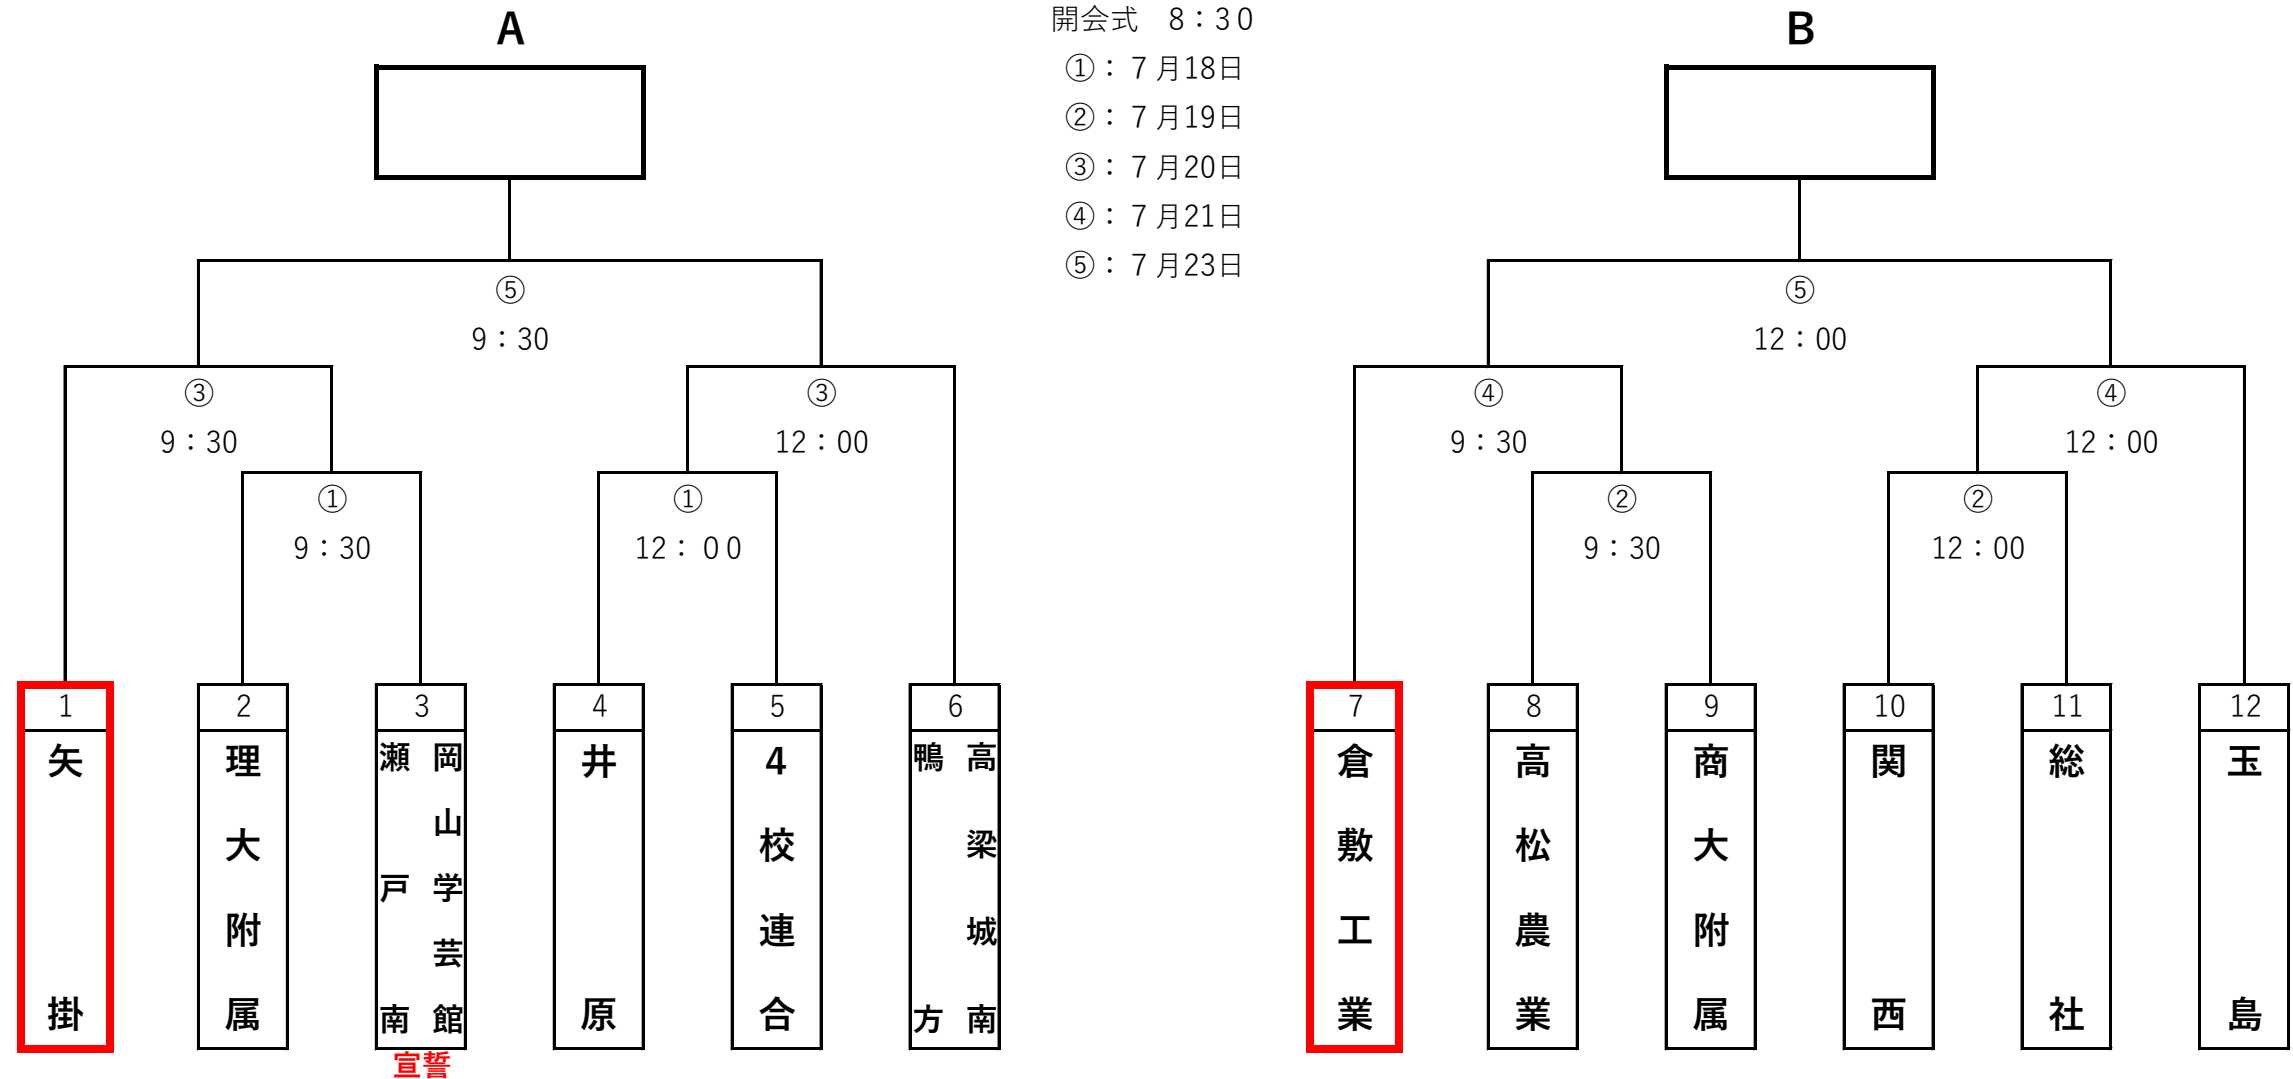 A
開会式　8：３０
①：７月18日
②：７月19日
③：７月20日
④：７月21日
⑤：７月23日
B
⑤
9：30
⑤
12：00
③
9：30
③
12：00
④
9：30
④
12：00
①
9：30
①
12：００
②
9：30
②
12：00
1
矢掛
2
理大附属
3
岡山学芸館
瀬戸南
宣誓
4
井原
5
4校連合
6
高梁城南
鴨方
7
倉敷工業
8
高松農業
9
商大附属
10
関西
11
総社
12
玉島